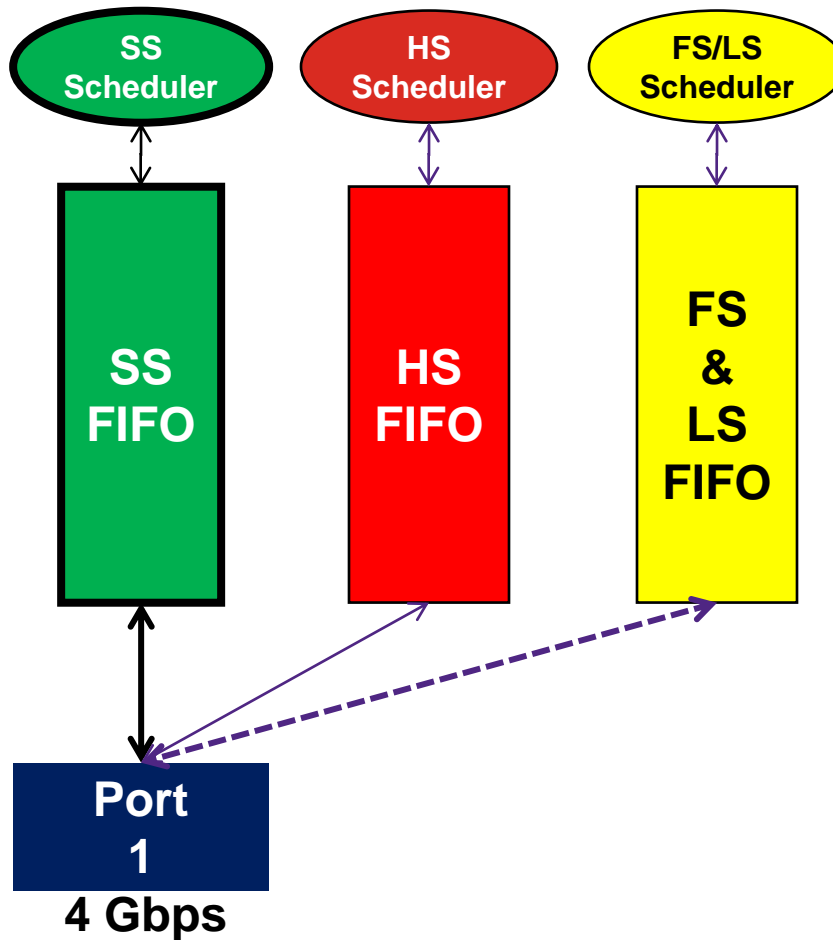 SS
Scheduler
HS
Scheduler
FS/LS
Scheduler
SS
FIFO
HS
FIFO
FS
&
LS
FIFO
Port
1
4 Gbps